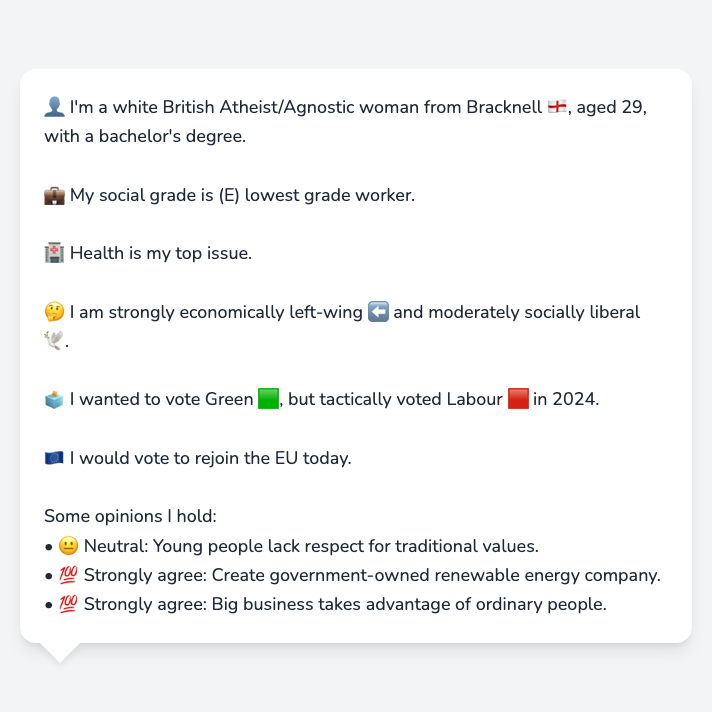 👤 I'm a white British Atheist/Agnostic woman from Bracknell 🏴󠁧󠁢󠁥󠁮󠁧󠁿, aged 29,
with a bachelor's degree.
💼 My social grade is (E) lowest grade worker.
🏥 Health is my top issue.
🤔 I am strongly economically left-wing ⬅️ and moderately socially liberal
🕊️.
🗳️ I wanted to vote Green 🟩, but tactically voted Labour 🟥 in 2024.
🇪🇺 I would vote to rejoin the EU today.
Some opinions I hold:
• 😐 Neutral: Young people lack respect for traditional values.
• 💯 Strongly agree: Create government-owned renewable energy company.
• 💯 Strongly agree: Big business takes advantage of ordinary people.